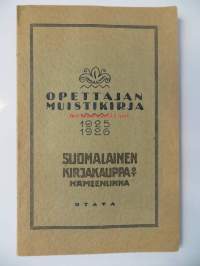 OPETTAJAN
MUISTIKIRJA
1925
1926
SUOMALAINEN
KIRJAKAUPPA O.Y.
HÄMEENLINNA
OTAVA